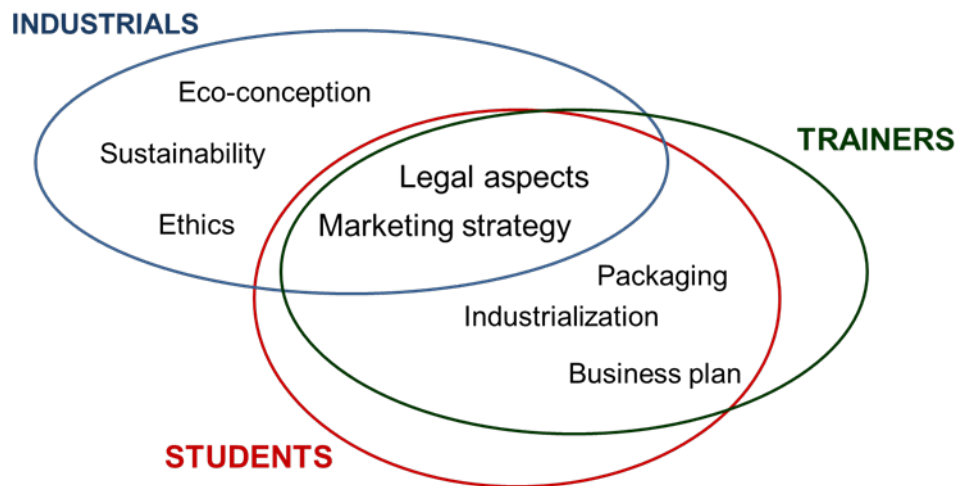 INDUSTRIALS
Eco-conception
TRAINERS
Sustainability
Legal aspects
Ethics
Marketing strategy
Packaging
Industrialization
Business plan
STUDENTS